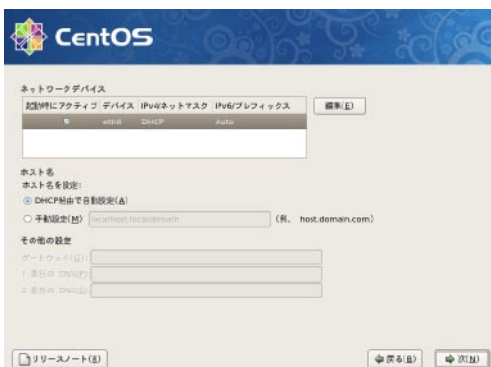 CentOS
ネットワークデバイス
起動時にアクティブ デバイス IPv4/ネットマスク IPv6/プレフィックス 編集(E)
eth0 DHCP Auto
ホスト名
ホスト名を設定:
DHCP経由で自動設定(A)
手動設定(M) localhost.localdomain (例、 host.domain.com)
その他の設定
ゲートウェイ(G):
1 番目の DNS(P):
2 番目の DNS(S):
リリースノート(R) 戻る(B) 次(N)